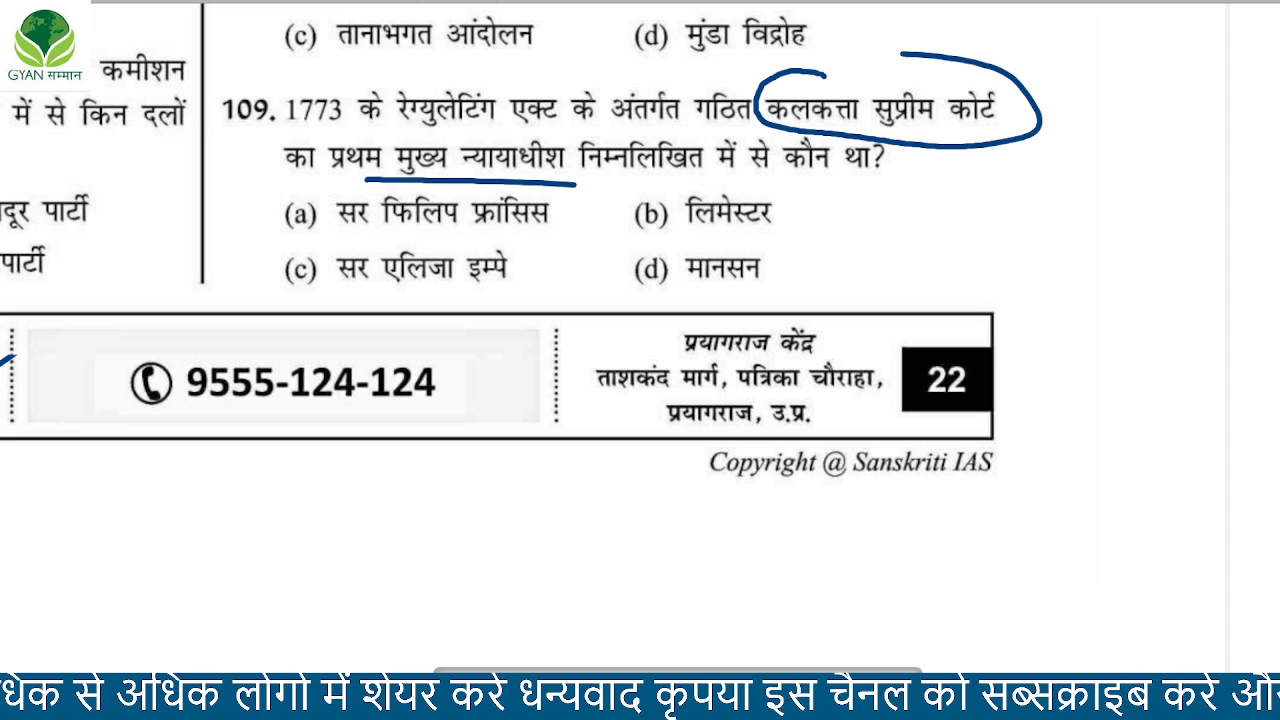 GYAN सम्मान
कमीशन
में से किन दलों
दूर पार्टी
पार्टी
(c) तानाभगत आंदोलन (d) मुंडा विद्रोह
109. 1773 के रेग्युलेटिंग एक्ट के अंतर्गत गठित कलकत्ता सुप्रीम कोर्ट
का प्रथम मुख्य न्यायाधीश निम्नलिखित में से कौन था?
(a) सर फिलिप फ्रांसिस (b) लिमेस्टर
(c) सर एलिजा इम्पे (d) मानसन
9555-124-124
प्रयागराज केंद्र
ताशकंद मार्ग, पत्रिका चौराहा,
प्रयागराज, उ.प्र.
22
Copyright @ Sanskriti IAS
धिक से अधिक लोगो में शेयर करे धन्यवाद कृपया इस चैनल को सब्सक्राइब करे औ